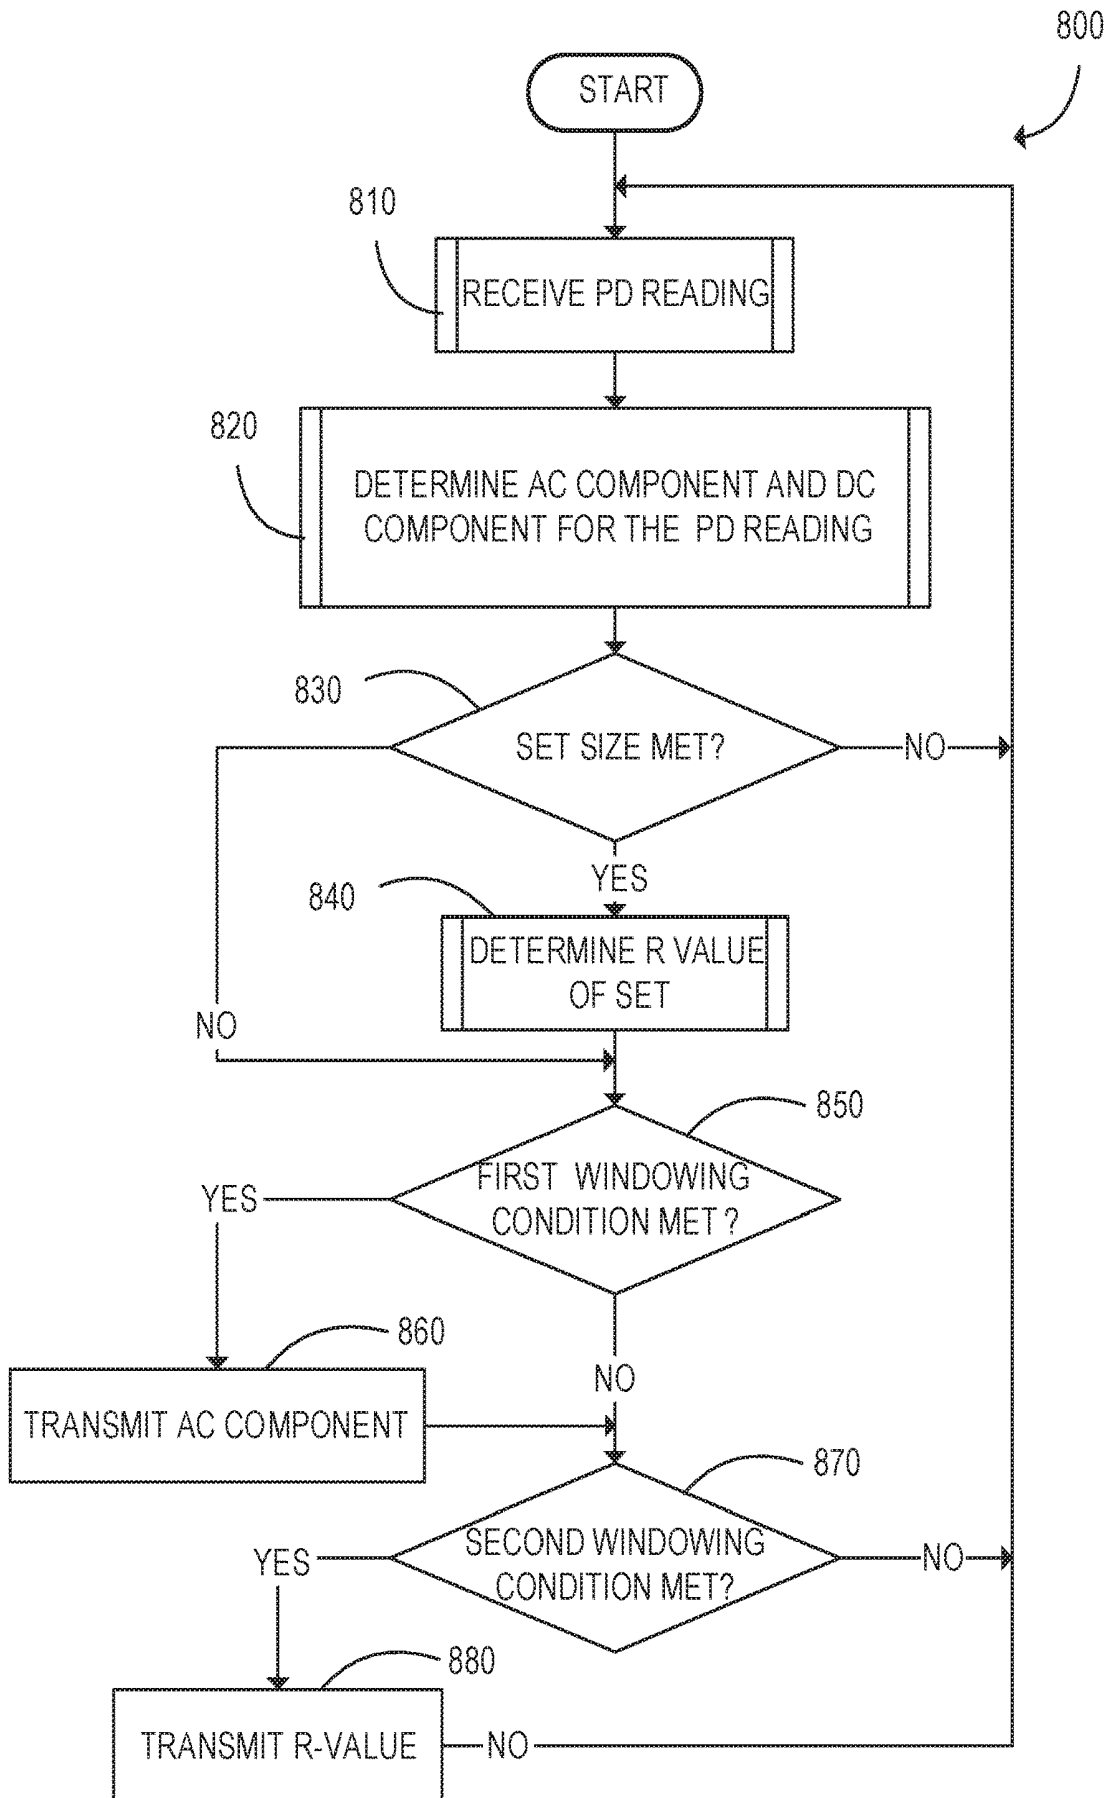 800
START
810
RECEIVE PD READING
820
DETERMINE AC COMPONENT AND DC
COMPONENT FOR THE PD READING
830
SET SIZE MET?
NO
YES
840
DETERMINE R VALUE
OF SET
NO
850
FIRST WINDOWING
CONDITION MET ?
YES
860
NO
TRANSMIT AC COMPONENT
870
SECOND WINDOWING
CONDITION MET?
YES
NO
880
TRANSMIT R-VALUE
NO